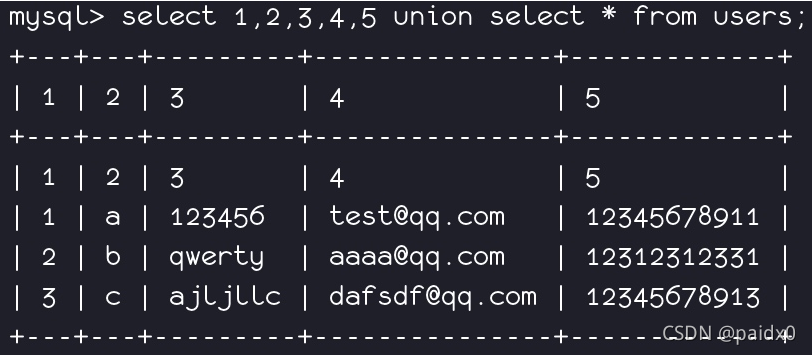 mysql> select 1,2,3,4,5 union select * from users;
+---+---+---------+---------------+-------------+
| 1 | 2 | 3       | 4             | 5           |
+---+---+---------+---------------+-------------+
| 1 | 2 | 3       | 4             | 5           |
| 1 | a | 123456  | test@qq.com   | 12345678911 |
| 2 | b | qwerty  | aaaa@qq.com   | 12312312331 |
| 3 | c | ajljllc | dafsdf@qq.com | 12345678913 |
+---+---+---------+---------------+-------------+
CSDN @paidx0